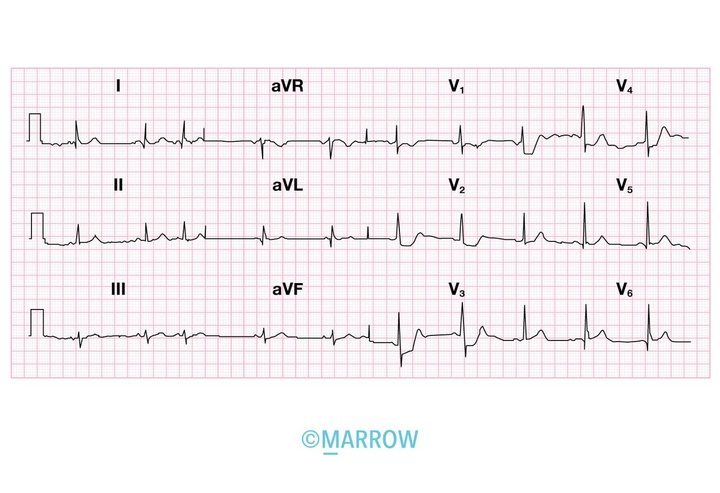 I aVR V₁ V₄
II aVL V₂ V₅
III aVF V₃ V₆
©MARROW